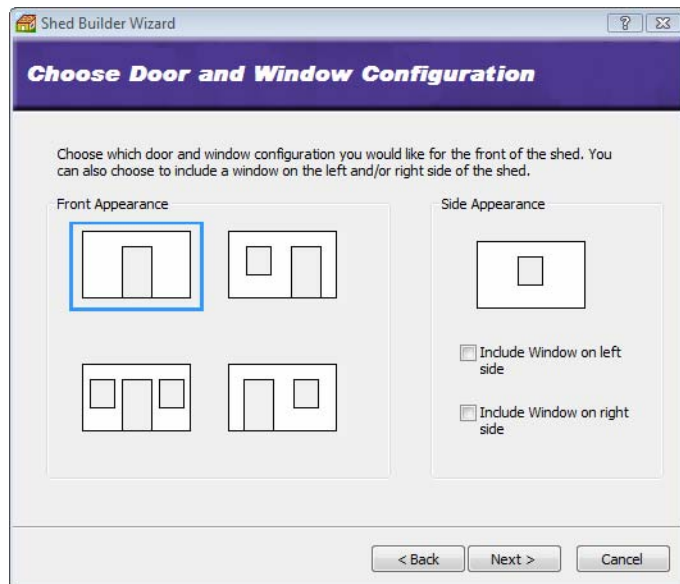 Shed Builder Wizard
Choose Door and Window Configuration
Choose which door and window configuration you would like for the front of the shed. You
can also choose to include a window on the left and/or right side of the shed.
Front Appearance
Side Appearance
Include Window on left
side
Include Window on right
side
< Back
Next >
Cancel